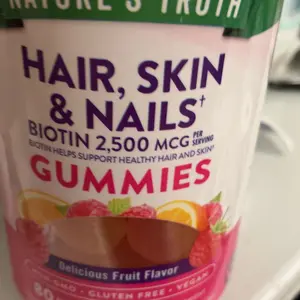 NATURE'S TRUTH
HAIR, SKIN
& NAILS†
BIOTIN 2,500 MCG PER SERVING
BIOTIN HELPS SUPPORT HEALTHY HAIR AND SKIN†
GUMMIES
Delicious Fruit Flavor
GLUTEN FREE • VEGAN
80